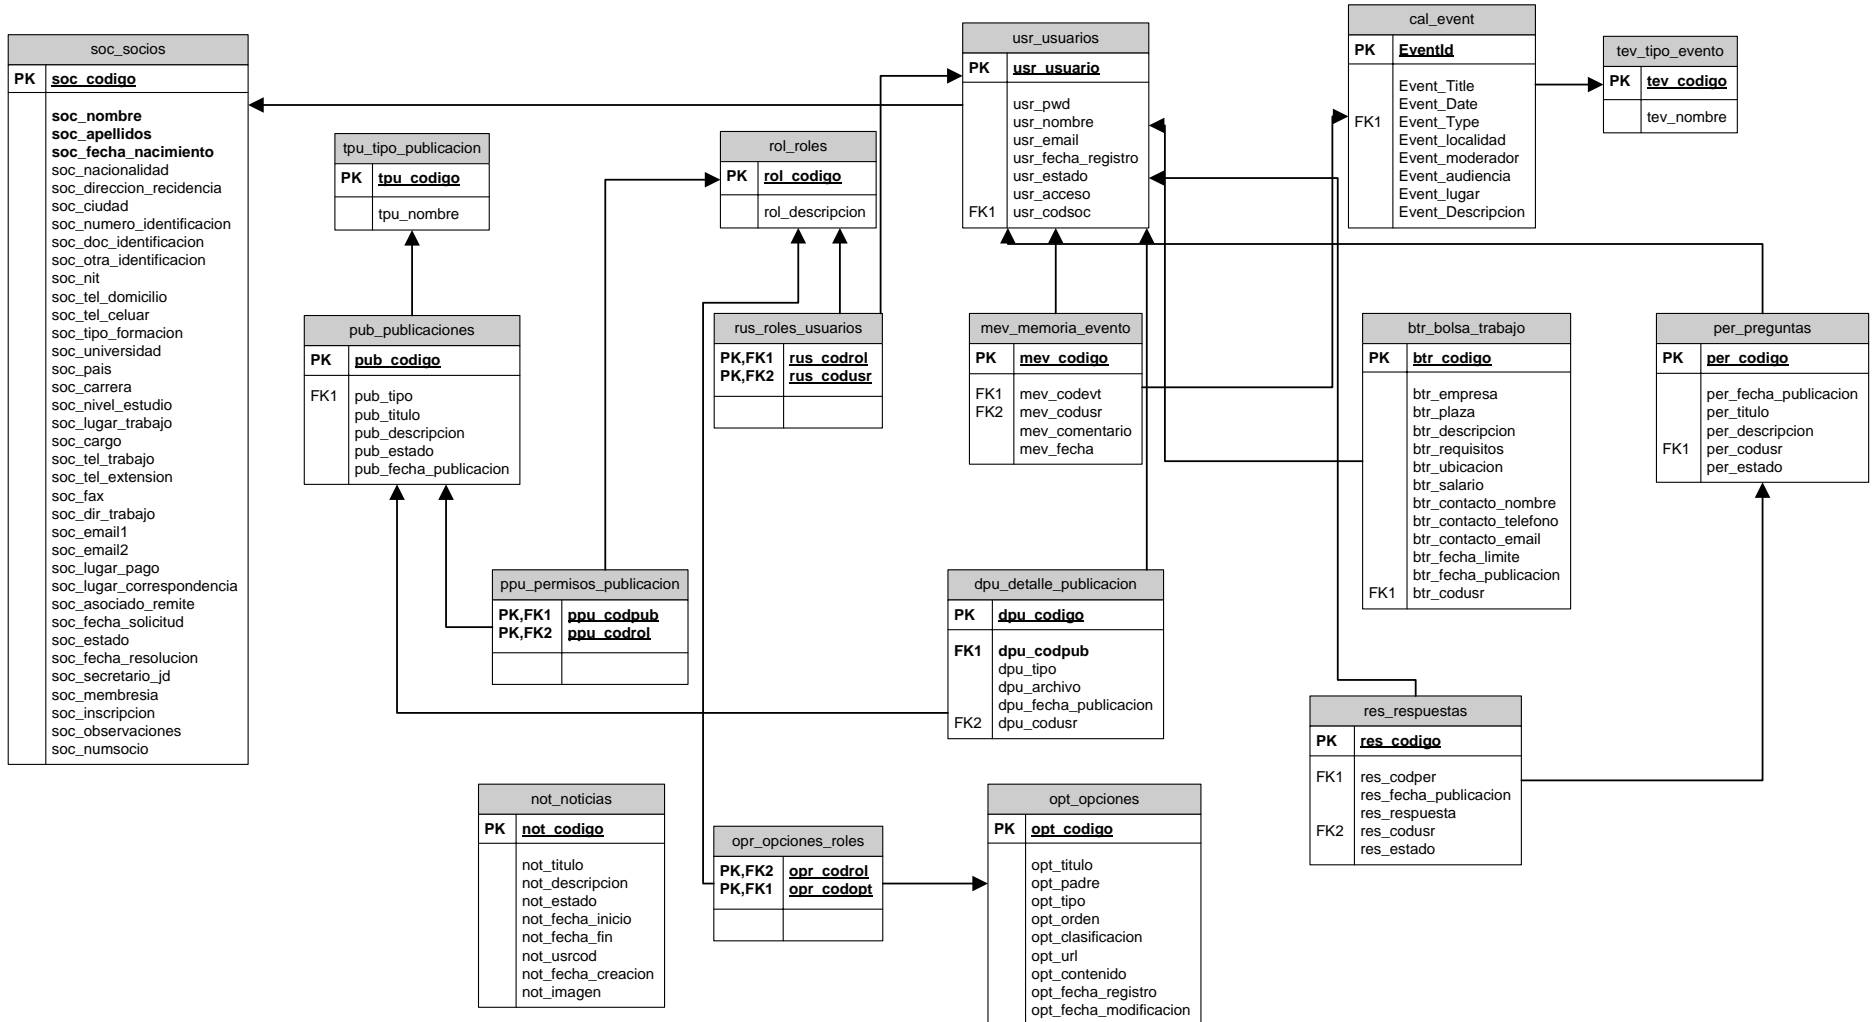 soc_socios
PK soc_codigo
soc_nombre
soc_apellidos
soc_fecha_nacimiento
soc_nacionalidad
soc_direccion_recidencia
soc_ciudad
soc_numero_identificacion
soc_doc_identificacion
soc_otra_identificacion
soc_nit
soc_tel_domicilio
soc_tel_celuar
soc_tipo_formacion
soc_universidad
soc_pais
soc_carrera
soc_nivel_estudio
soc_lugar_trabajo
soc_cargo
soc_tel_trabajo
soc_tel_extension
soc_fax
soc_dir_trabajo
soc_email1
soc_email2
soc_lugar_pago
soc_lugar_correspondencia
soc_asociado_remite
soc_fecha_solicitud
soc_estado
soc_fecha_resolucion
soc_secretario_jd
soc_membresia
soc_inscripcion
soc_observaciones
soc_numsocio
tpu_tipo_publicacion
PK tpu_codigo
tpu_nombre
rol_roles
PK rol_codigo
rol_descripcion
usr_usuarios
PK usr_usuario
usr_pwd
usr_nombre
usr_email
usr_fecha_registro
usr_estado
usr_acceso
FK1 usr_codsoc
cal_event
PK EventId
Event_Title
Event_Date
FK1 Event_Type
Event_localidad
Event_moderador
Event_audiencia
Event_lugar
Event_Descripcion
tev_tipo_evento
PK tev_codigo
tev_nombre
pub_publicaciones
PK pub_codigo
FK1 pub_tipo
pub_titulo
pub_descripcion
pub_estado
pub_fecha_publicacion
rus_roles_usuarios
PK,FK1 rus_codrol
PK,FK2 rus_codusr
mev_memoria_evento
PK mev_codigo
FK1 mev_codevt
FK2 mev_codusr
mev_comentario
mev_fecha
btr_bolsa_trabajo
PK btr_codigo
btr_empresa
btr_plaza
btr_descripcion
btr_requisitos
btr_ubicacion
btr_salario
btr_contacto_nombre
btr_contacto_telefono
btr_contacto_email
btr_fecha_limite
btr_fecha_publicacion
FK1 btr_codusr
per_preguntas
PK per_codigo
per_fecha_publicacion
per_titulo
per_descripcion
FK1 per_codusr
per_estado
ppu_permisos_publicacion
PK,FK1 ppu_codpub
PK,FK2 ppu_codrol
dpu_detalle_publicacion
PK dpu_codigo
FK1 dpu_codpub
dpu_tipo
dpu_archivo
dpu_fecha_publicacion
FK2 dpu_codusr
res_respuestas
PK res_codigo
FK1 res_codper
res_fecha_publicacion
res_respuesta
FK2 res_codusr
res_estado
not_noticias
PK not_codigo
not_titulo
not_descripcion
not_estado
not_fecha_inicio
not_fecha_fin
not_usrcod
not_fecha_creacion
not_imagen
opr_opciones_roles
PK,FK2 opr_codrol
PK,FK1 opr_codopt
opt_opciones
PK opt_codigo
opt_titulo
opt_padre
opt_tipo
opt_orden
opt_clasificacion
opt_url
opt_contenido
opt_fecha_registro
opt_fecha_modificacion